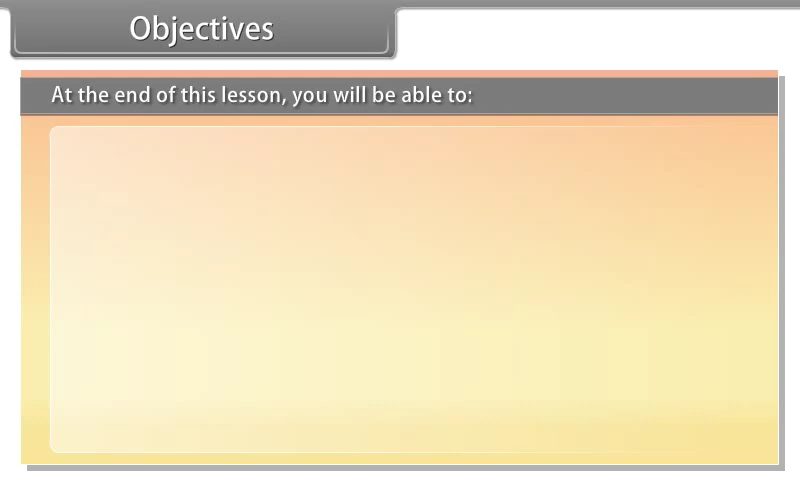 Objectives
At the end of this lesson, you will be able to: